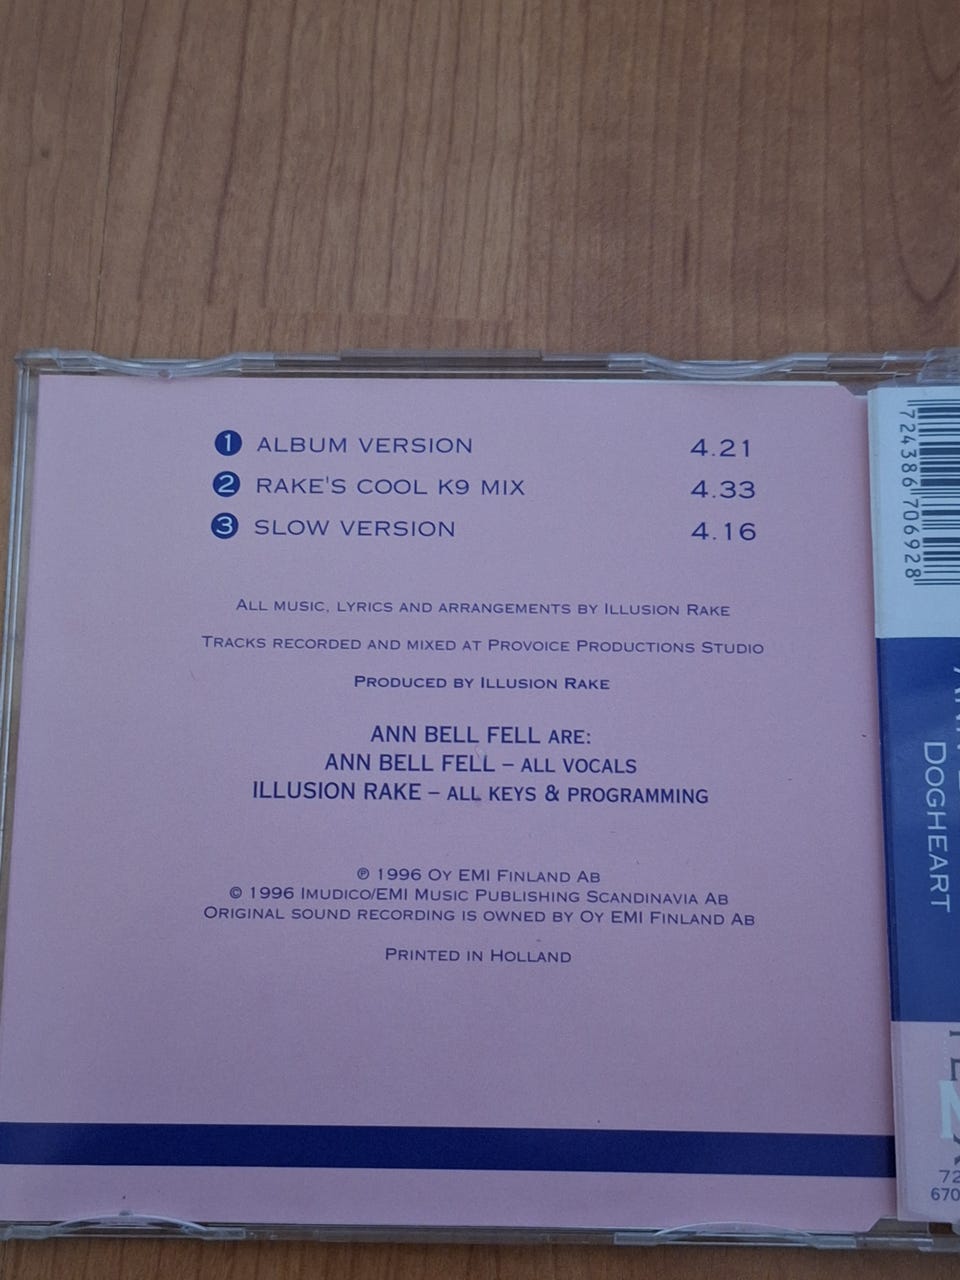 1 ALBUM VERSION 4.21
2 RAKE'S COOL K9 MIX 4.33
3 SLOW VERSION 4.16
ALL MUSIC, LYRICS AND ARRANGEMENTS BY ILLUSION RAKE
TRACKS RECORDED AND MIXED AT PROVOICE PRODUCTIONS STUDIO
PRODUCED BY ILLUSION RAKE
ANN BELL FELL ARE:
ANN BELL FELL – ALL VOCALS
ILLUSION RAKE – ALL KEYS & PROGRAMMING
℗ 1996 OY EMI FINLAND AB
© 1996 IMUDICO/EMI MUSIC PUBLISHING SCANDINAVIA AB
ORIGINAL SOUND RECORDING IS OWNED BY OY EMI FINLAND AB
PRINTED IN HOLLAND
7 24386 70692 8
DOGHEART